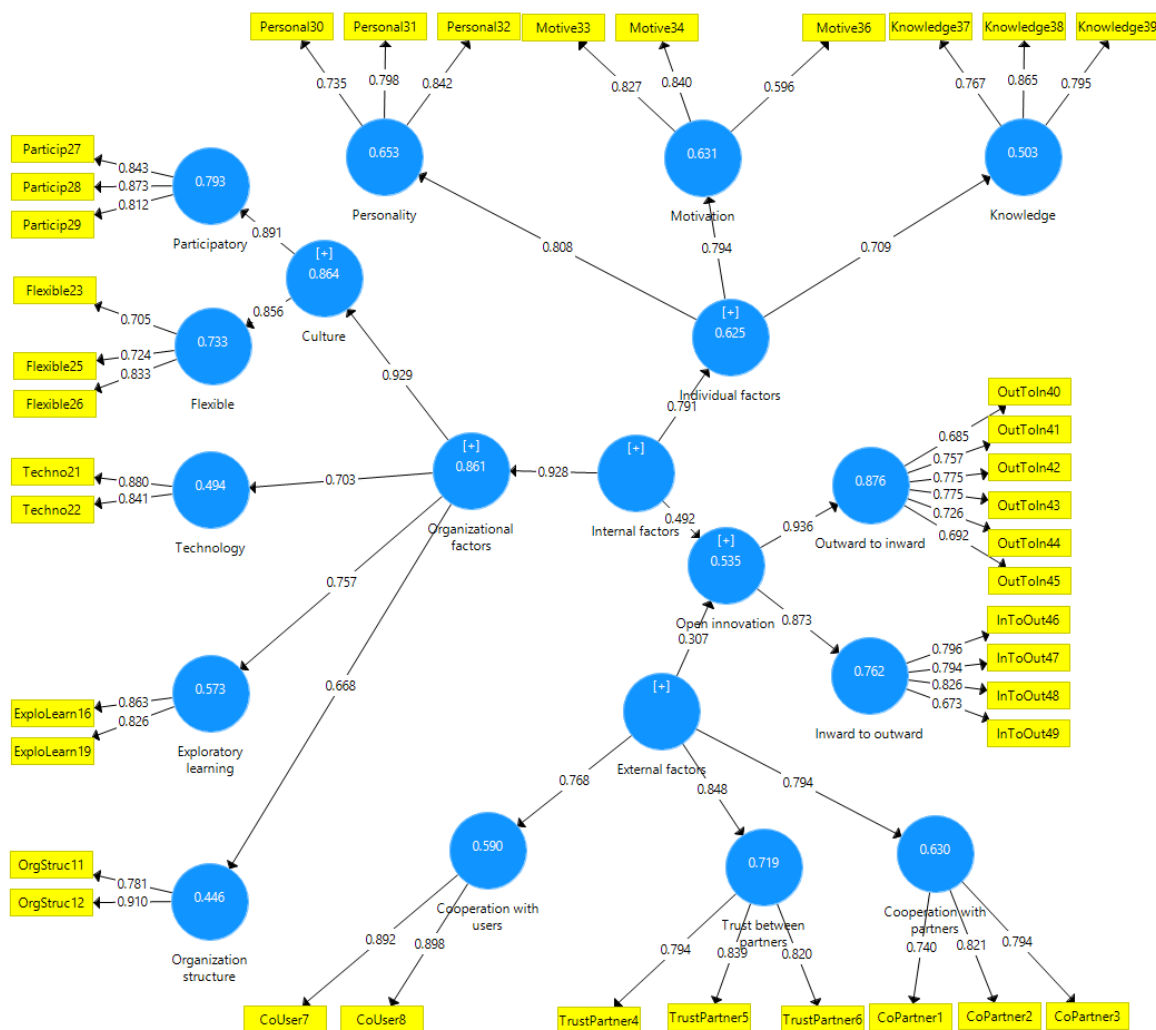 Personal30
Personal31
Personal32
Motive33
Motive34
Motive36
Knowledge37
Knowledge38
Knowledge39
0.735
0.798
0.842
0.827
0.840
0.596
0.767
0.865
0.795
0.653
Personality
0.631
Motivation
0.503
Knowledge
Particip27
Particip28
Particip29
0.843
0.873
0.812
0.793
Participatory
0.891
0.808
0.794
0.709
[+]
0.864
Culture
0.856
Flexible23
Flexible25
Flexible26
0.705
0.724
0.833
0.733
Flexible
[+]
0.625
Individual factors
0.929
0.791
Techno21
Techno22
0.880
0.841
0.494
Technology
0.703
[+]
0.861
Organizational
factors
0.928
[+]
Internal factors
0.492
OutToIn40
OutToIn41
OutToIn42
OutToIn43
OutToIn44
OutToIn45
0.685
0.757
0.775
0.775
0.726
0.692
0.876
Outward to inward
0.936
[+]
0.535
Open innovation
0.873
0.307
0.757
0.668
InToOut46
InToOut47
InToOut48
InToOut49
0.796
0.794
0.826
0.673
0.762
Inward to outward
ExploLearn16
ExploLearn19
0.863
0.826
0.573
Exploratory
learning
[+]
External factors
0.768
0.848
0.794
OrgStruc11
OrgStruc12
0.781
0.910
0.446
Organization
structure
0.590
Cooperation with
users
0.719
Trust between
partners
0.630
Cooperation with
partners
0.892
0.898
0.794
0.839
0.820
0.740
0.821
0.794
CoUser7
CoUser8
TrustPartner4
TrustPartner5
TrustPartner6
CoPartner1
CoPartner2
CoPartner3